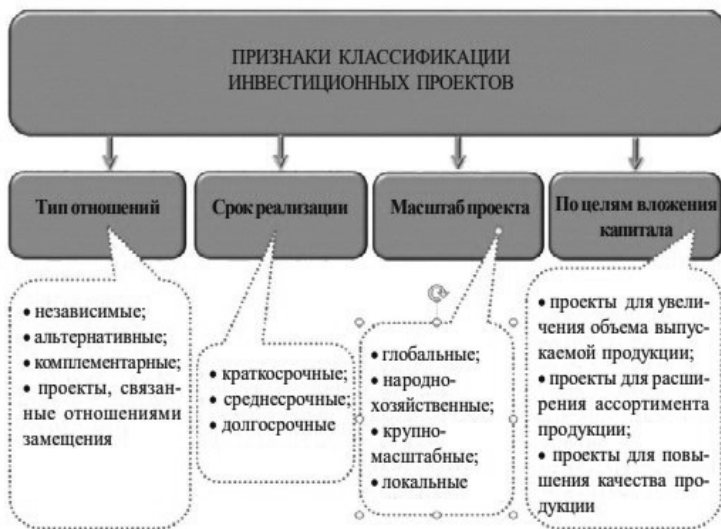 ПРИЗНАКИ КЛАССИФИКАЦИИ
ИНВЕСТИЦИОННЫХ ПРОЕКТОВ
Тип отношений
Срок реализации
Масштаб проекта
По целям вложения
капитала
• независимые;
• альтернативные;
• комплементарные;
• проекты, связан-
ные отношениями
замещения
• краткосрочные;
• среднесрочные;
• долгосрочные
• глобальные;
• народно-
хозяйственные;
• крупно-
масштабные;
• локальные
• проекты для увели-
чения объема выпус-
каемой продукции;
• проекты для расши-
рения ассортимента
продукции;
• проекты для повы-
шения качества про-
дукции